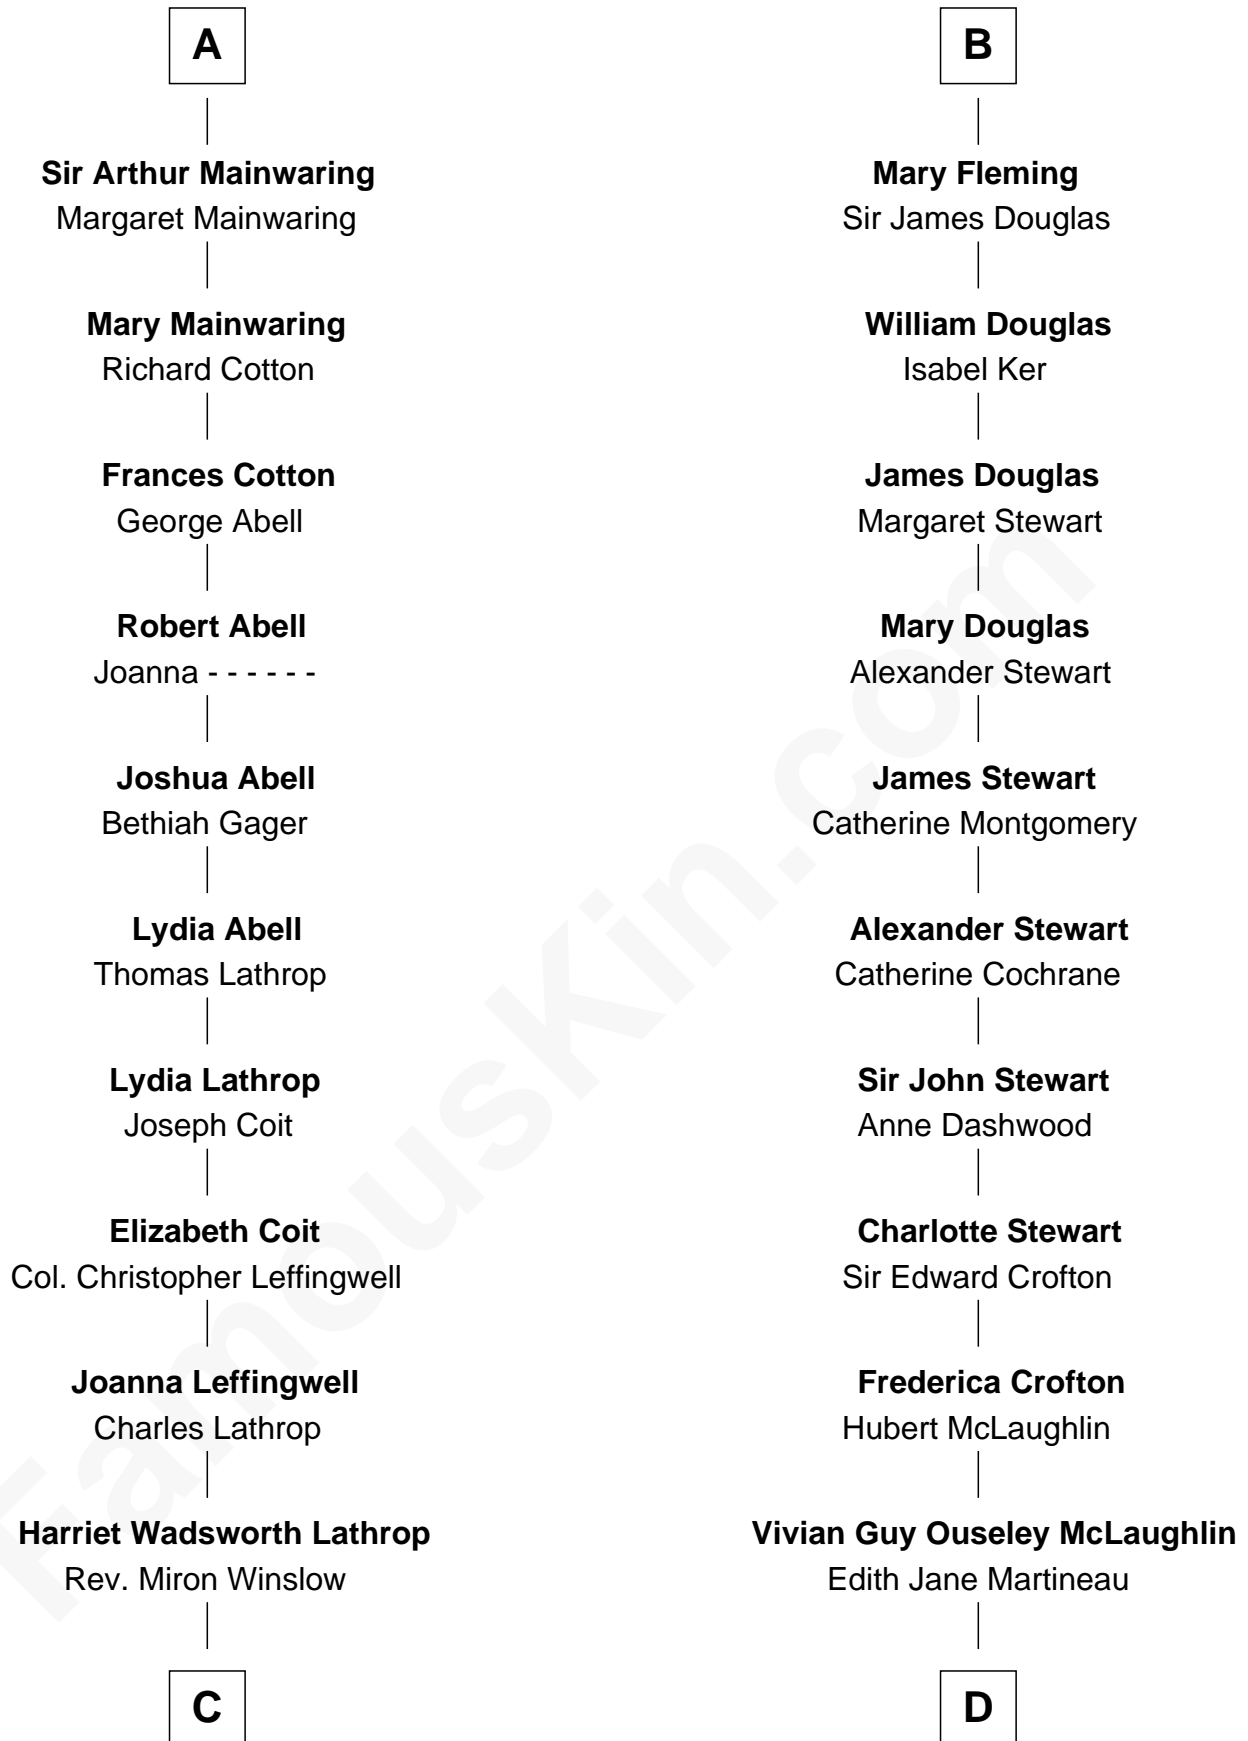 A
Sir Arthur Mainwaring
Margaret Mainwaring
Mary Mainwaring
Richard Cotton
Frances Cotton
George Abell
Robert Abell
Joanna - - - - - -
Joshua Abell
Bethiah Gager
Lydia Abell
Thomas Lathrop
Lydia Lathrop
Joseph Coit
Elizabeth Coit
Col. Christopher Leffingwell
Joanna Leffingwell
Charles Lathrop
Harriet Wadsworth Lathrop
Rev. Miron Winslow
C
B
Mary Fleming
Sir James Douglas
William Douglas
Isabel Ker
James Douglas
Margaret Stewart
Mary Douglas
Alexander Stewart
James Stewart
Catherine Montgomery
Alexander Stewart
Catherine Cochrane
Sir John Stewart
Anne Dashwood
Charlotte Stewart
Sir Edward Crofton
Frederica Crofton
Hubert McLaughlin
Vivian Guy Ouseley McLaughlin
Edith Jane Martineau
D
FamousKin.com